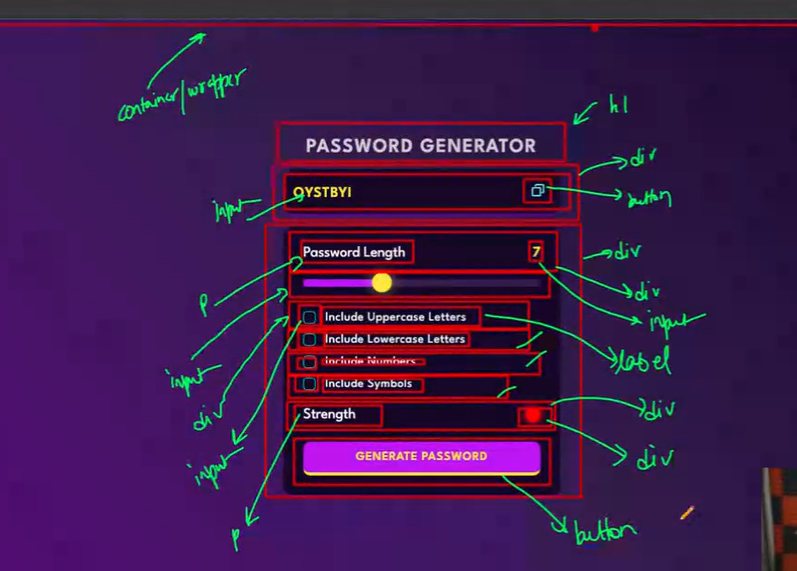 container/wrapper
h1
PASSWORD GENERATOR
div
OYSTBYI
input
button
Password Length
7
div
p
div
input
Include Uppercase Letters
Include Lowercase Letters
label
Include Numbers
input
Include Symbols
div
Strength
div
input
GENERATE PASSWORD
div
p
button